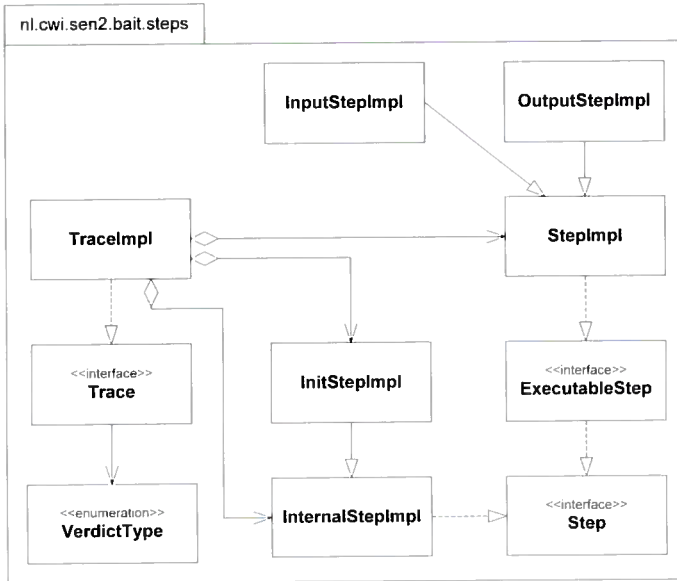 nl.cwi.sen2.bait.steps
InputStepImpl
OutputStepImpl
TraceImpl
StepImpl
<<interface>>
Trace
InitStepImpl
<<interface>>
ExecutableStep
<<enumeration>>
VerdictType
InternalStepImpl
<<interface>>
Step